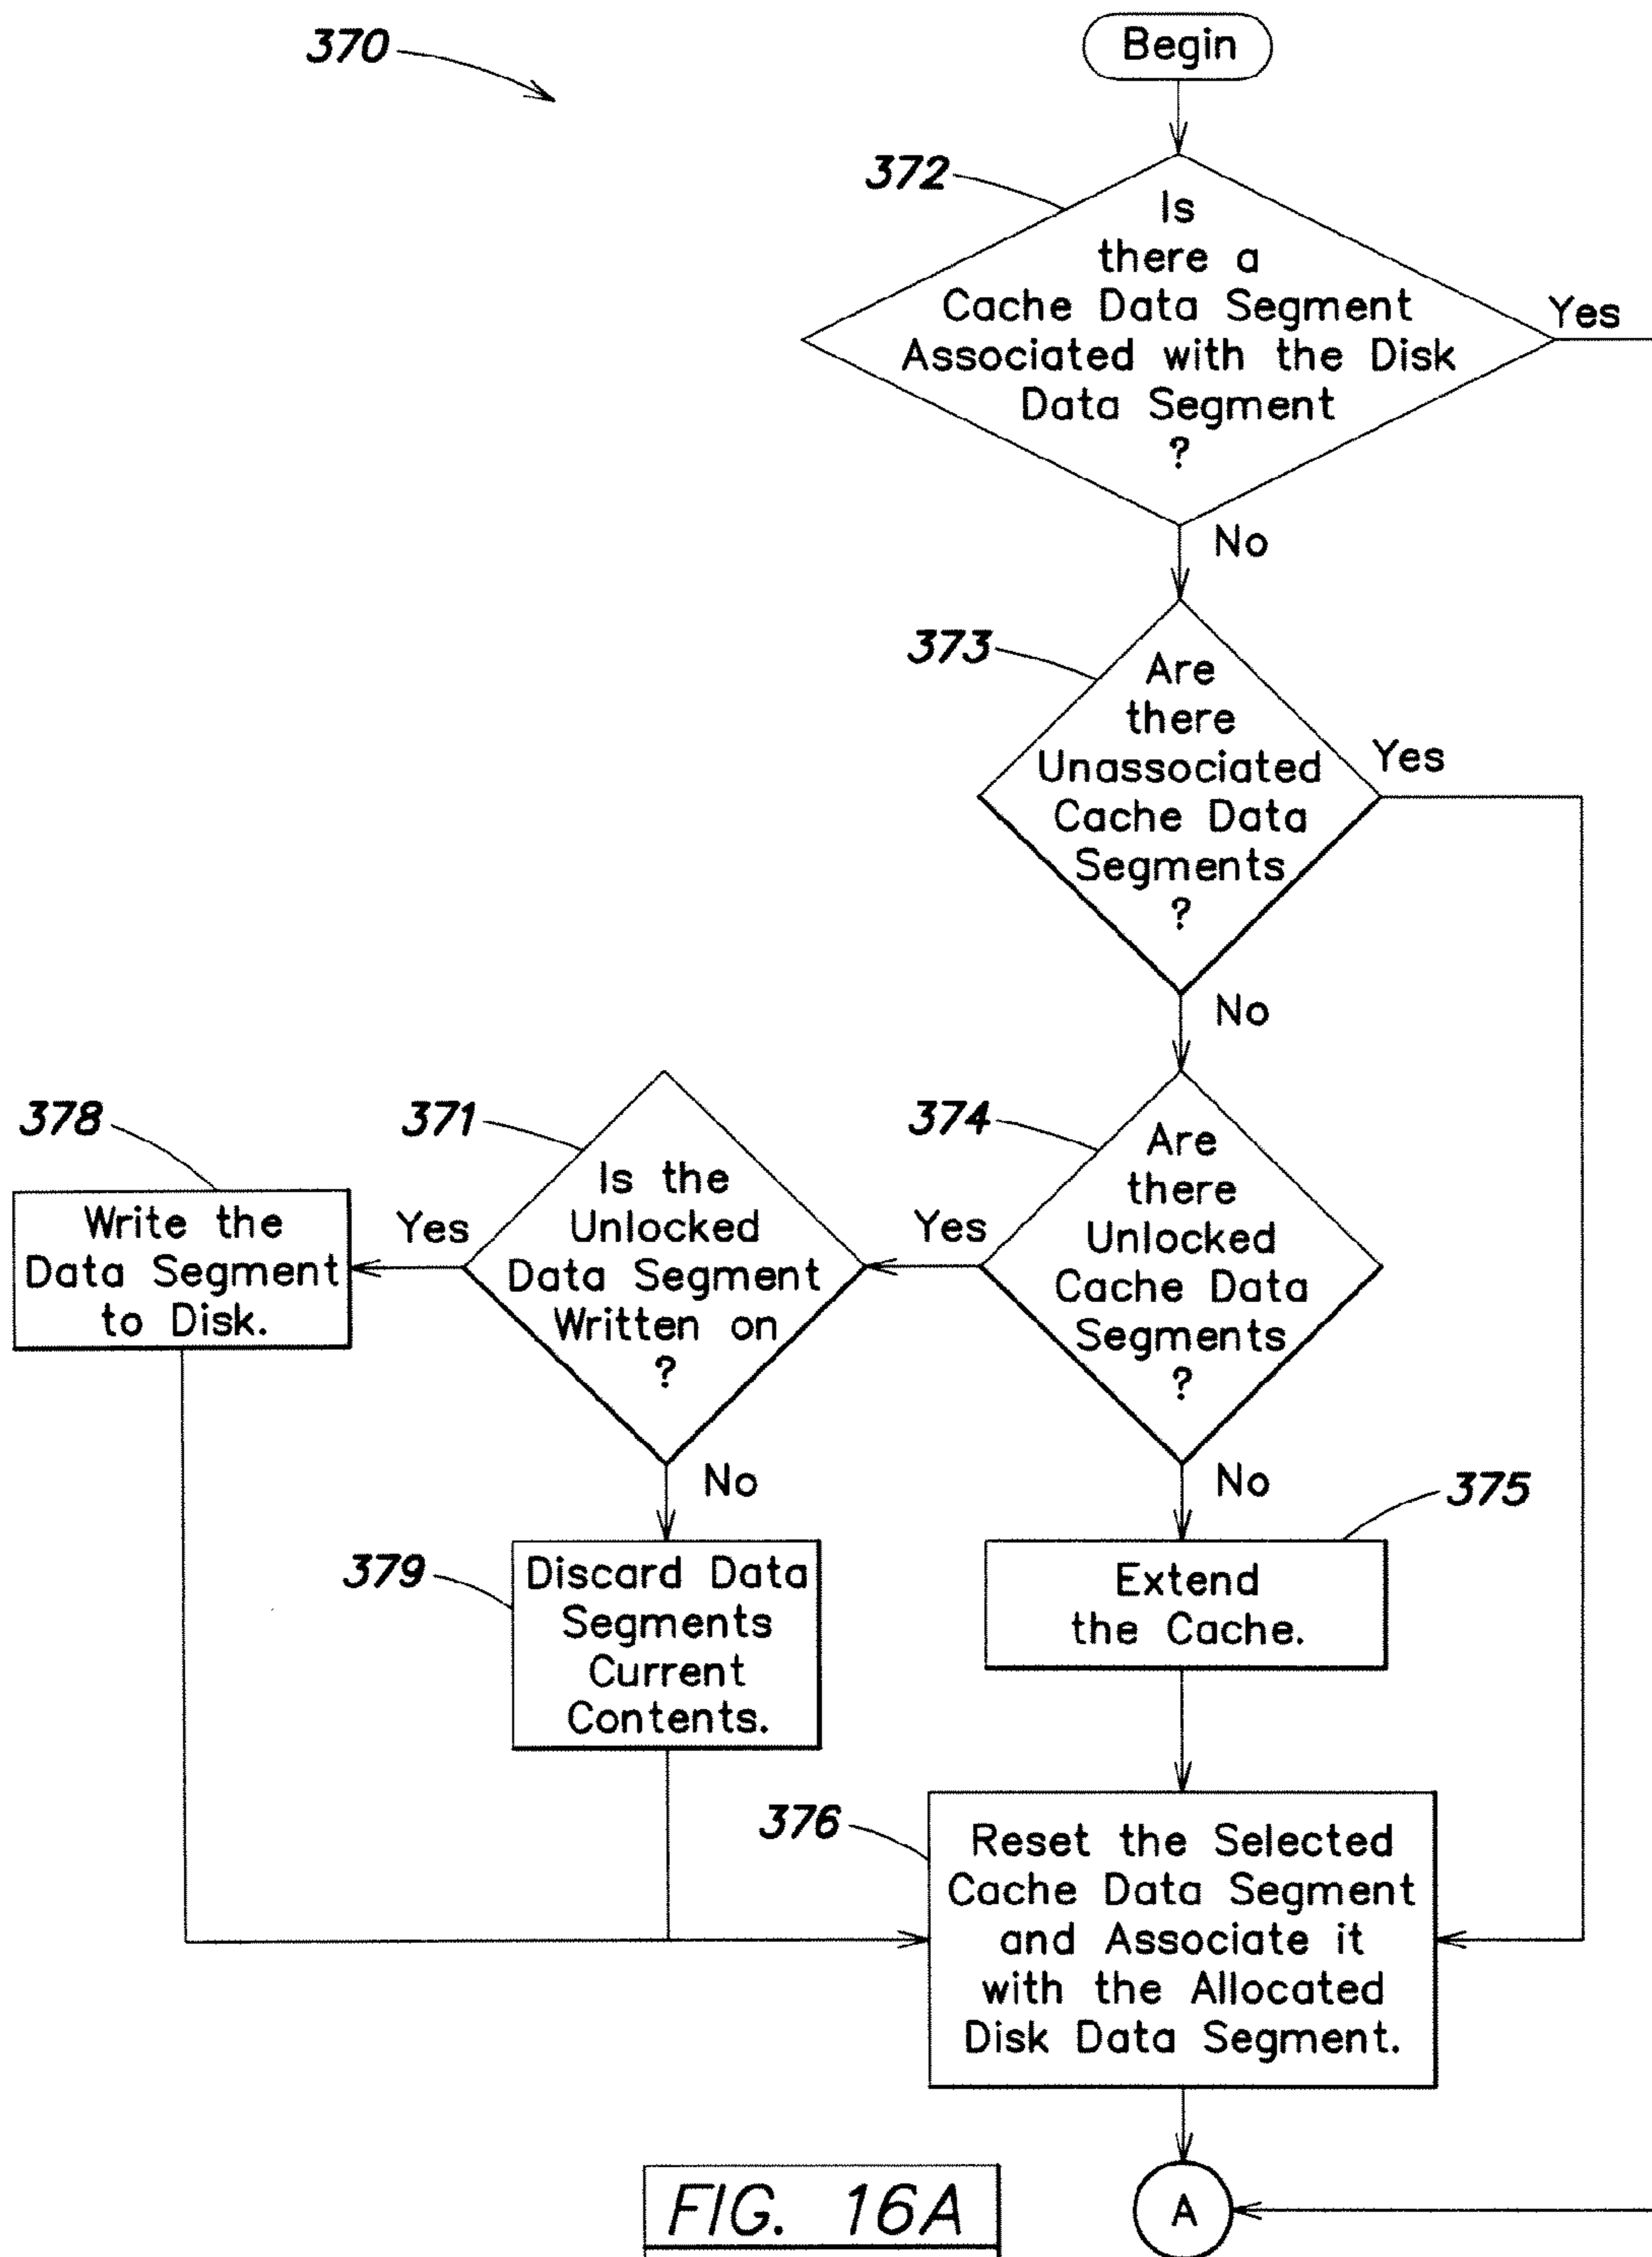 370
Begin
372
Is
there a
Cache Data Segment
Associated with the Disk
Data Segment
?
Yes
No
373
Are
there
Unassociated
Cache Data
Segments
?
Yes
No
378
Write the
Data Segment
to Disk.
Yes
371
Is the
Unlocked
Data Segment
Written on
?
Yes
374
Are
there
Unlocked
Cache Data
Segments
?
No
No
379
Discard Data
Segments
Current
Contents.
375
Extend
the Cache.
376
Reset the Selected
Cache Data Segment
and Associate it
with the Allocated
Disk Data Segment.
FIG. 16A
A